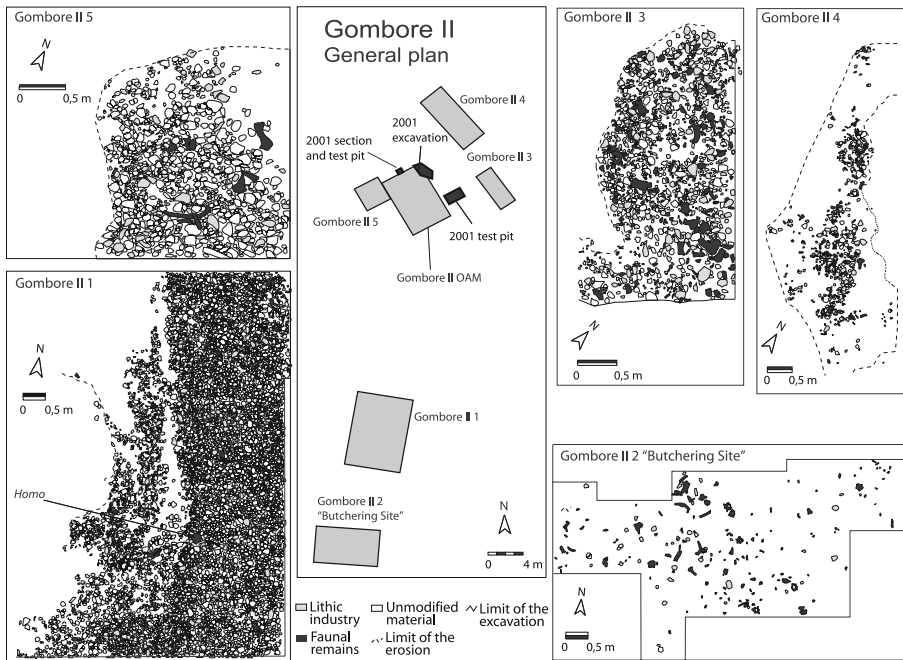 Gombore II 5
N
0 0,5 m
Gombore II 1
N
0 0,5 m
Homo
Gombore II
General plan
Gombore II 4
2001
excavation
2001 section
and test pit
Gombore II 3
Gombore II 5
2001 test pit
Gombore II OAM
Gombore II 1
Gombore II 2
"Butchering Site"
N
0 4 m
Gombore II 3
N
0 0,5 m
Gombore II 4
N
0 0,5 m
Gombore II 2 "Butchering Site"
N
0 0,5 m
Lithic
industry
Unmodified
material
Limit of the
excavation
Faunal
remains
Limit of the
erosion